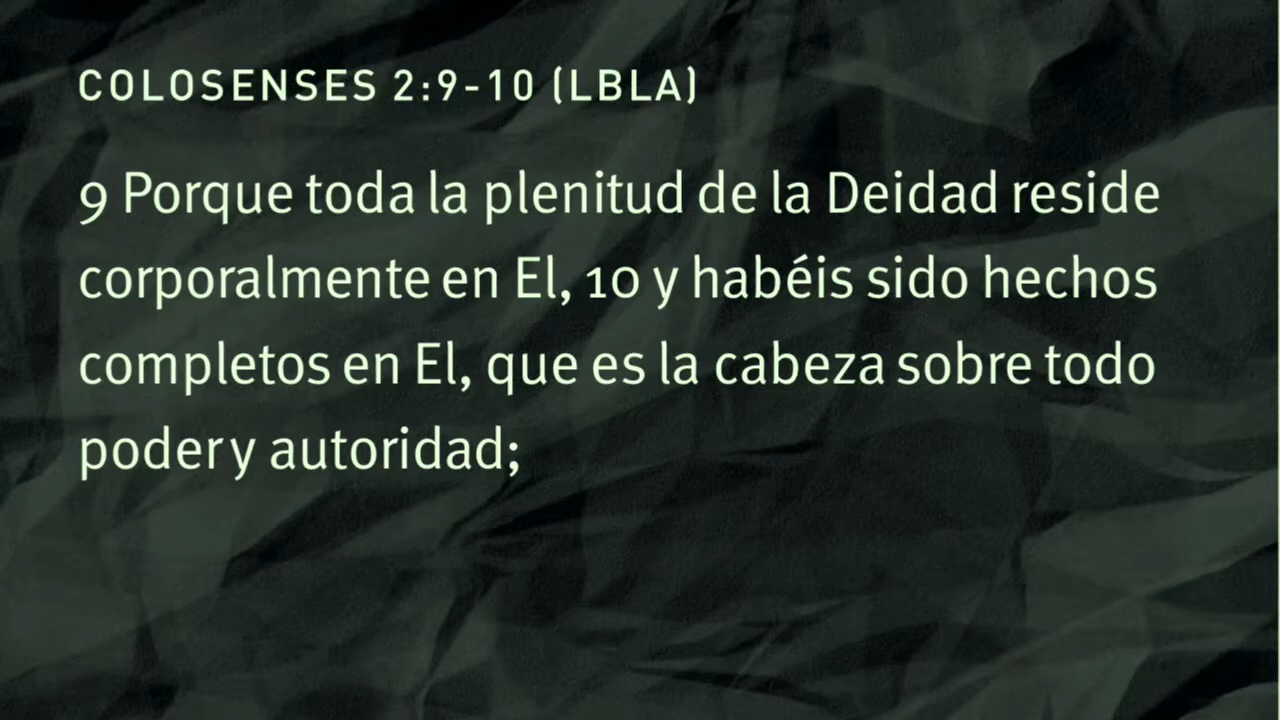 COLOSENSES 2:9-10 (LBLA)
9 Porque toda la plenitud de la Deidad reside
corporalmente en El, 10 y habéis sido hechos
completos en El, que es la cabeza sobre todo
poder y autoridad;